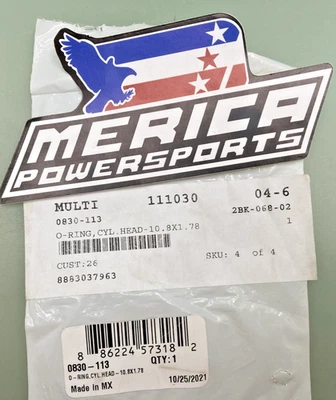 MERICA
POWERSPORTS
MULTI 111030 04-6
0830-113 2BK-068-02
O-RING,CYL.HEAD-10.8X1.78 1
CUST:26 SKU: 4 of 4
8883037963
8 86224 57318 2
0830-113 QTY:1
O-RING,CYL.HEAD-10.8X1.78
Made in MX 10/25/2021